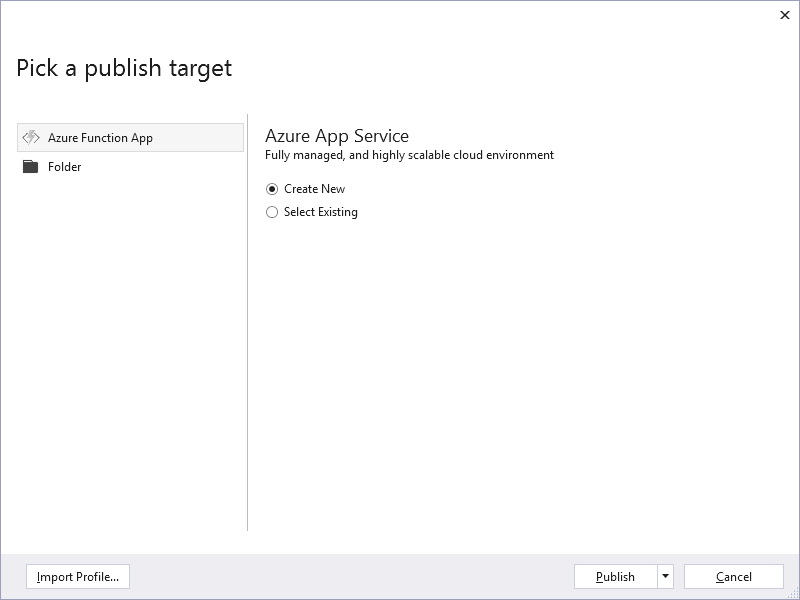 Pick a publish target
Azure Function App
Folder
Azure App Service
Fully managed, and highly scalable cloud environment
Create New
Select Existing
Import Profile...
Publish
Cancel